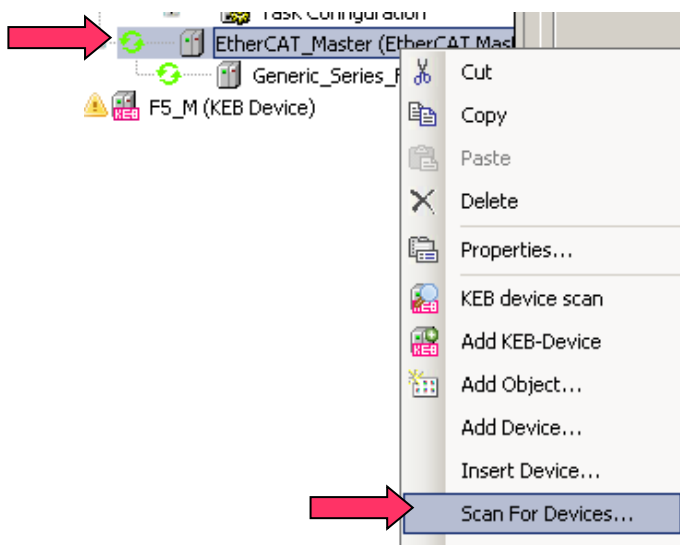 Task Configuration
EtherCAT_Master (EtherCAT Mast
Generic_Series_F
F5_M (KEB Device)
Cut
Copy
Paste
Delete
Properties...
KEB device scan
Add KEB-Device
Add Object...
Add Device...
Insert Device...
Scan For Devices...